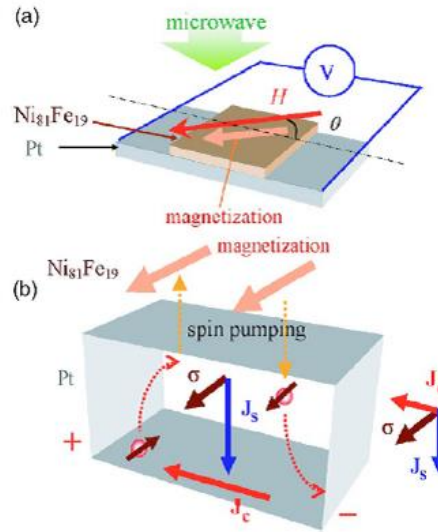 (a)
microwave
V
H
θ
Ni81Fe19
Pt
magnetization
Ni81Fe19
magnetization
(b)
spin pumping
Pt
σ
Js
σ
Js
+
Jc
−
J